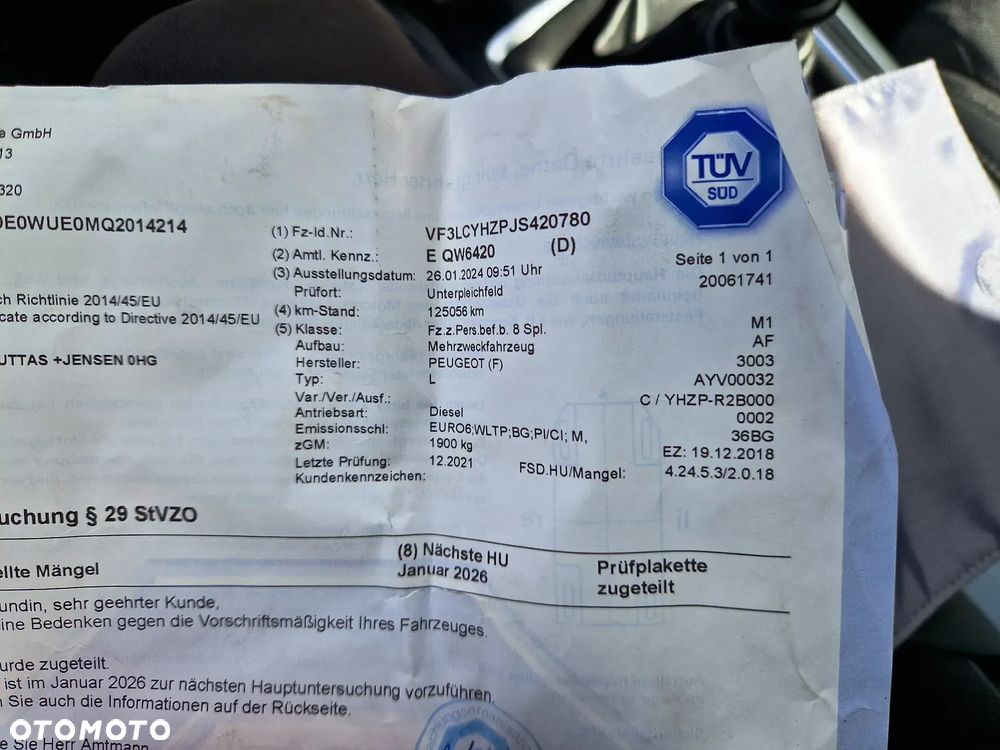 e GmbH
13
320
0E0WUE0MQ2014214
TÜV
SÜD
(1) Fz-Id.Nr.: VF3LCYHZPJS420780
(2) Amtl. Kennz.: E QW6420 (D)
(3) Ausstellungsdatum: 26.01.2024 09:51 Uhr Seite 1 von 1
Prüfort: Unterpleichfeld 20061741
ch Richtlinie 2014/45/EU
cate according to Directive 2014/45/EU
(4) km-Stand: 125056 km
(5) Klasse: Fz.z.Pers.bef.b. 8 Spl. M1
Aufbau: Mehrzweckfahrzeug AF
UTTAS +JENSEN 0HG
Hersteller: PEUGEOT (F) 3003
Typ: L AYV00032
Var./Ver./Ausf.: C / YHZP-R2B000
Antriebsart: Diesel 0002
Emissionsschl: EURO6;WLTP;BG;PI/CI; M, 36BG
zGM: 1900 kg EZ: 19.12.2018
Letzte Prüfung: 12.2021 FSD.HU/Mangel: 4.24.5.3/2.0.18
Kundenkennzeichen:
uchung § 29 StVZO
ellte Mängel (8) Nächste HU Prüfplakette
Januar 2026 zugeteilt
undin, sehr geehrter Kunde,
ine Bedenken gegen die Vorschriftsmäßigkeit Ihres Fahrzeuges.
urde zugeteilt.
ist im Januar 2026 zur nächsten Hauptuntersuchung vorzuführen.
n Sie auch die Informationen auf der Rückseite.
e Sie Herr Amtmann
OTOMOTO